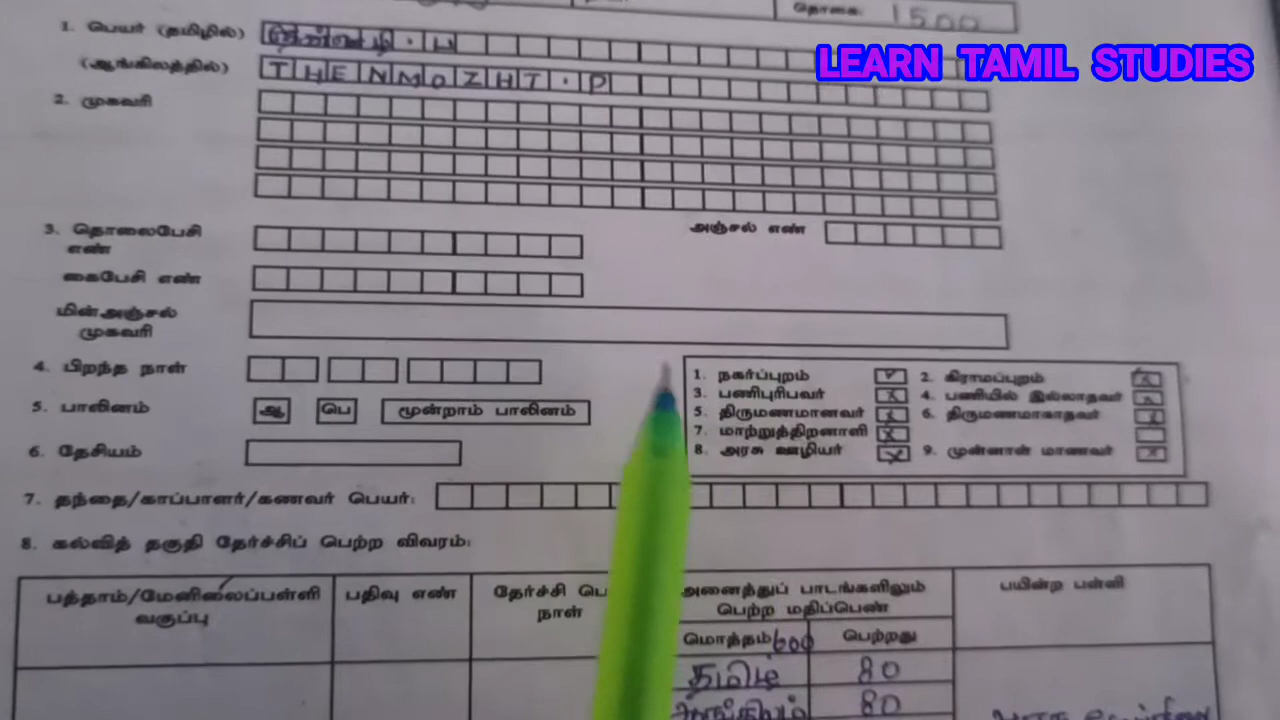 தொகை: 1500
1. பெயர் (தமிழில்) தேன்மொழி . ப
LEARN TAMIL STUDIES
(ஆங்கிலத்தில்) THENMOZHI . P
2. முகவரி
3. தொலைபேசி எண்
அஞ்சல் எண்
கைபேசி எண்
மின்அஞ்சல் முகவரி
4. பிறந்த நாள்
1. நகர்ப்புறம் 2. கிராமப்புறம்
3. பணிபுரிபவர் 4. பணியில் இல்லாதவர்
5. பாலினம் ஆ பெ மூன்றாம் பாலினம்
5. திருமணமானவர் 6. திருமணமாகாதவர்
7. மாற்றுத்திறனாளி
6. தேசியம்
8. அரசு ஊழியர் 9. முன்னாள் மாணவர்
7. தந்தை/காப்பாளர்/கணவர் பெயர்:
8. கல்வித் தகுதி தேர்ச்சிப் பெற்ற விவரம்:
பத்தாம்/மேனிலைப்பள்ளி வகுப்பு
பதிவு எண்
தேர்ச்சி பெ
நாள்
அனைத்துப் பாடங்களிலும்
பெற்ற மதிப்பெண்
பயின்ற பள்ளி
மொத்தம் 600 பெற்றது
தமிழ் 80
ஆங்கிலம் 80